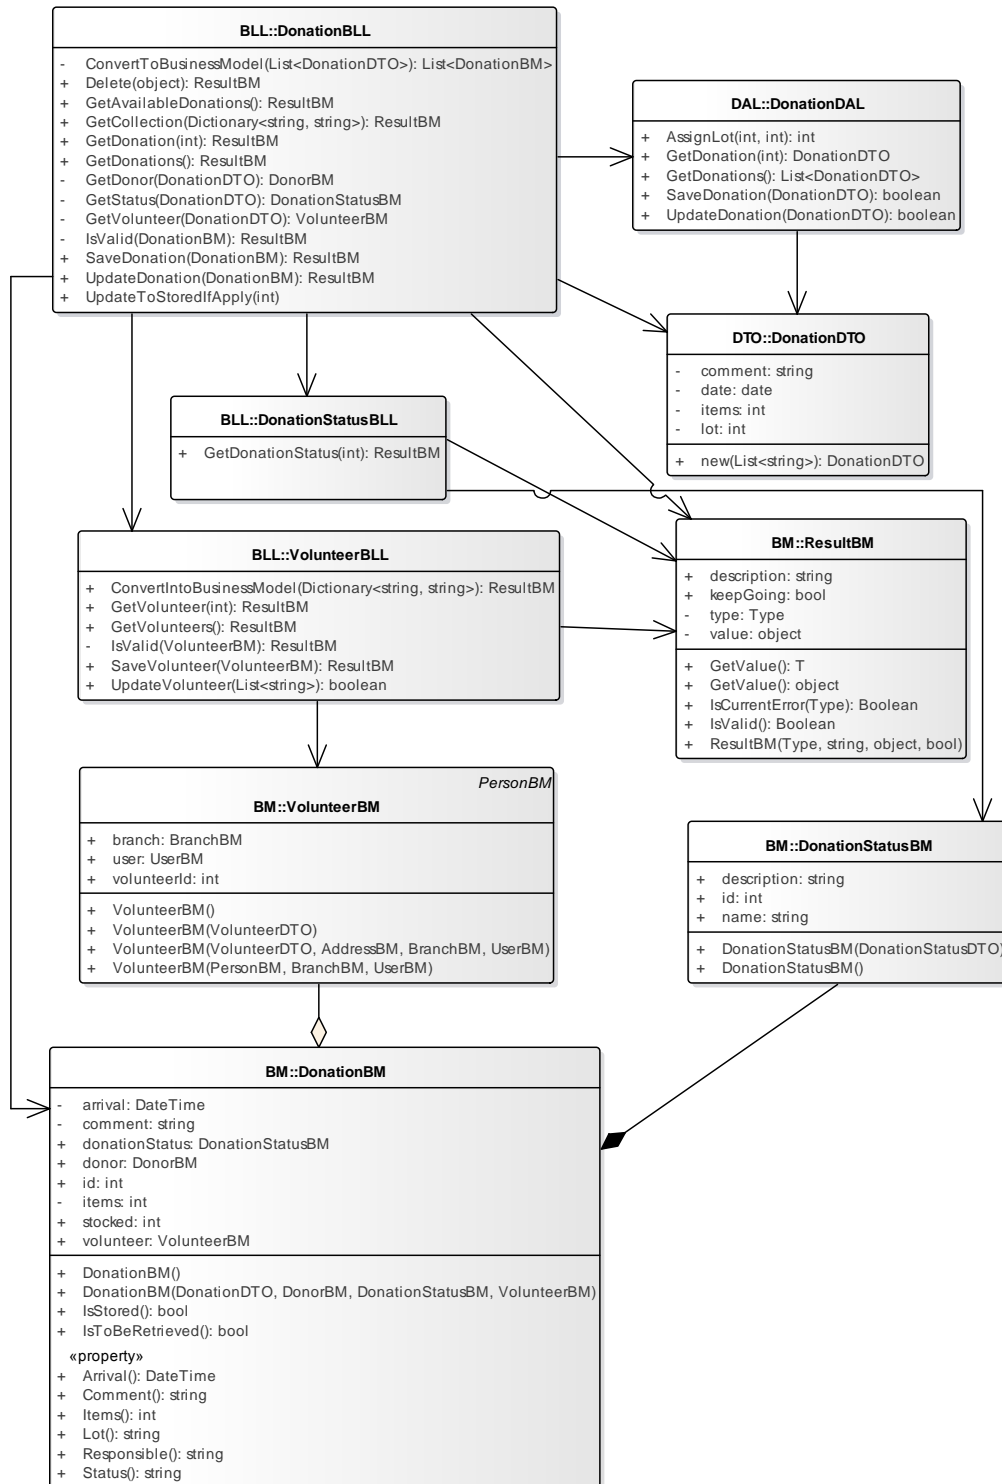 BLL::DonationBLL
- ConvertToBusinessModel(List<DonationDTO>): List<DonationBM>
+ Delete(object): ResultBM
+ GetAvailableDonations(): ResultBM
+ GetCollection(Dictionary<string, string>): ResultBM
+ GetDonation(int): ResultBM
+ GetDonations(): ResultBM
- GetDonor(DonationDTO): DonorBM
- GetStatus(DonationDTO): DonationStatusBM
- GetVolunteer(DonationDTO): VolunteerBM
- IsValid(DonationBM): ResultBM
+ SaveDonation(DonationBM): ResultBM
+ UpdateDonation(DonationBM): ResultBM
+ UpdateToStoredIfApply(int)
DAL::DonationDAL
+ AssignLot(int, int): int
+ GetDonation(int): DonationDTO
+ GetDonations(): List<DonationDTO>
+ SaveDonation(DonationDTO): boolean
+ UpdateDonation(DonationDTO): boolean
DTO::DonationDTO
- comment: string
- date: date
- items: int
- lot: int
+ new(List<string>): DonationDTO
BLL::DonationStatusBLL
+ GetDonationStatus(int): ResultBM
BLL::VolunteerBLL
+ ConvertIntoBusinessModel(Dictionary<string, string>): ResultBM
+ GetVolunteer(int): ResultBM
+ GetVolunteers(): ResultBM
- IsValid(VolunteerBM): ResultBM
+ SaveVolunteer(VolunteerBM): ResultBM
+ UpdateVolunteer(List<string>): boolean
BM::ResultBM
+ description: string
+ keepGoing: bool
- type: Type
- value: object
+ GetValue(): T
+ GetValue(): object
+ IsCurrentError(Type): Boolean
+ IsValid(): Boolean
+ ResultBM(Type, string, object, bool)
PersonBM
BM::VolunteerBM
+ branch: BranchBM
+ user: UserBM
+ volunteerId: int
+ VolunteerBM()
+ VolunteerBM(VolunteerDTO)
+ VolunteerBM(VolunteerDTO, AddressBM, BranchBM, UserBM)
+ VolunteerBM(PersonBM, BranchBM, UserBM)
BM::DonationStatusBM
+ description: string
+ id: int
+ name: string
+ DonationStatusBM(DonationStatusDTO)
+ DonationStatusBM()
BM::DonationBM
- arrival: DateTime
- comment: string
+ donationStatus: DonationStatusBM
+ donor: DonorBM
+ id: int
- items: int
+ stocked: int
+ volunteer: VolunteerBM
+ DonationBM()
+ DonationBM(DonationDTO, DonorBM, DonationStatusBM, VolunteerBM)
+ IsStored(): bool
+ IsToBeRetrieved(): bool
«property»
+ Arrival(): DateTime
+ Comment(): string
+ Items(): int
+ Lot(): string
+ Responsible(): string
+ Status(): string